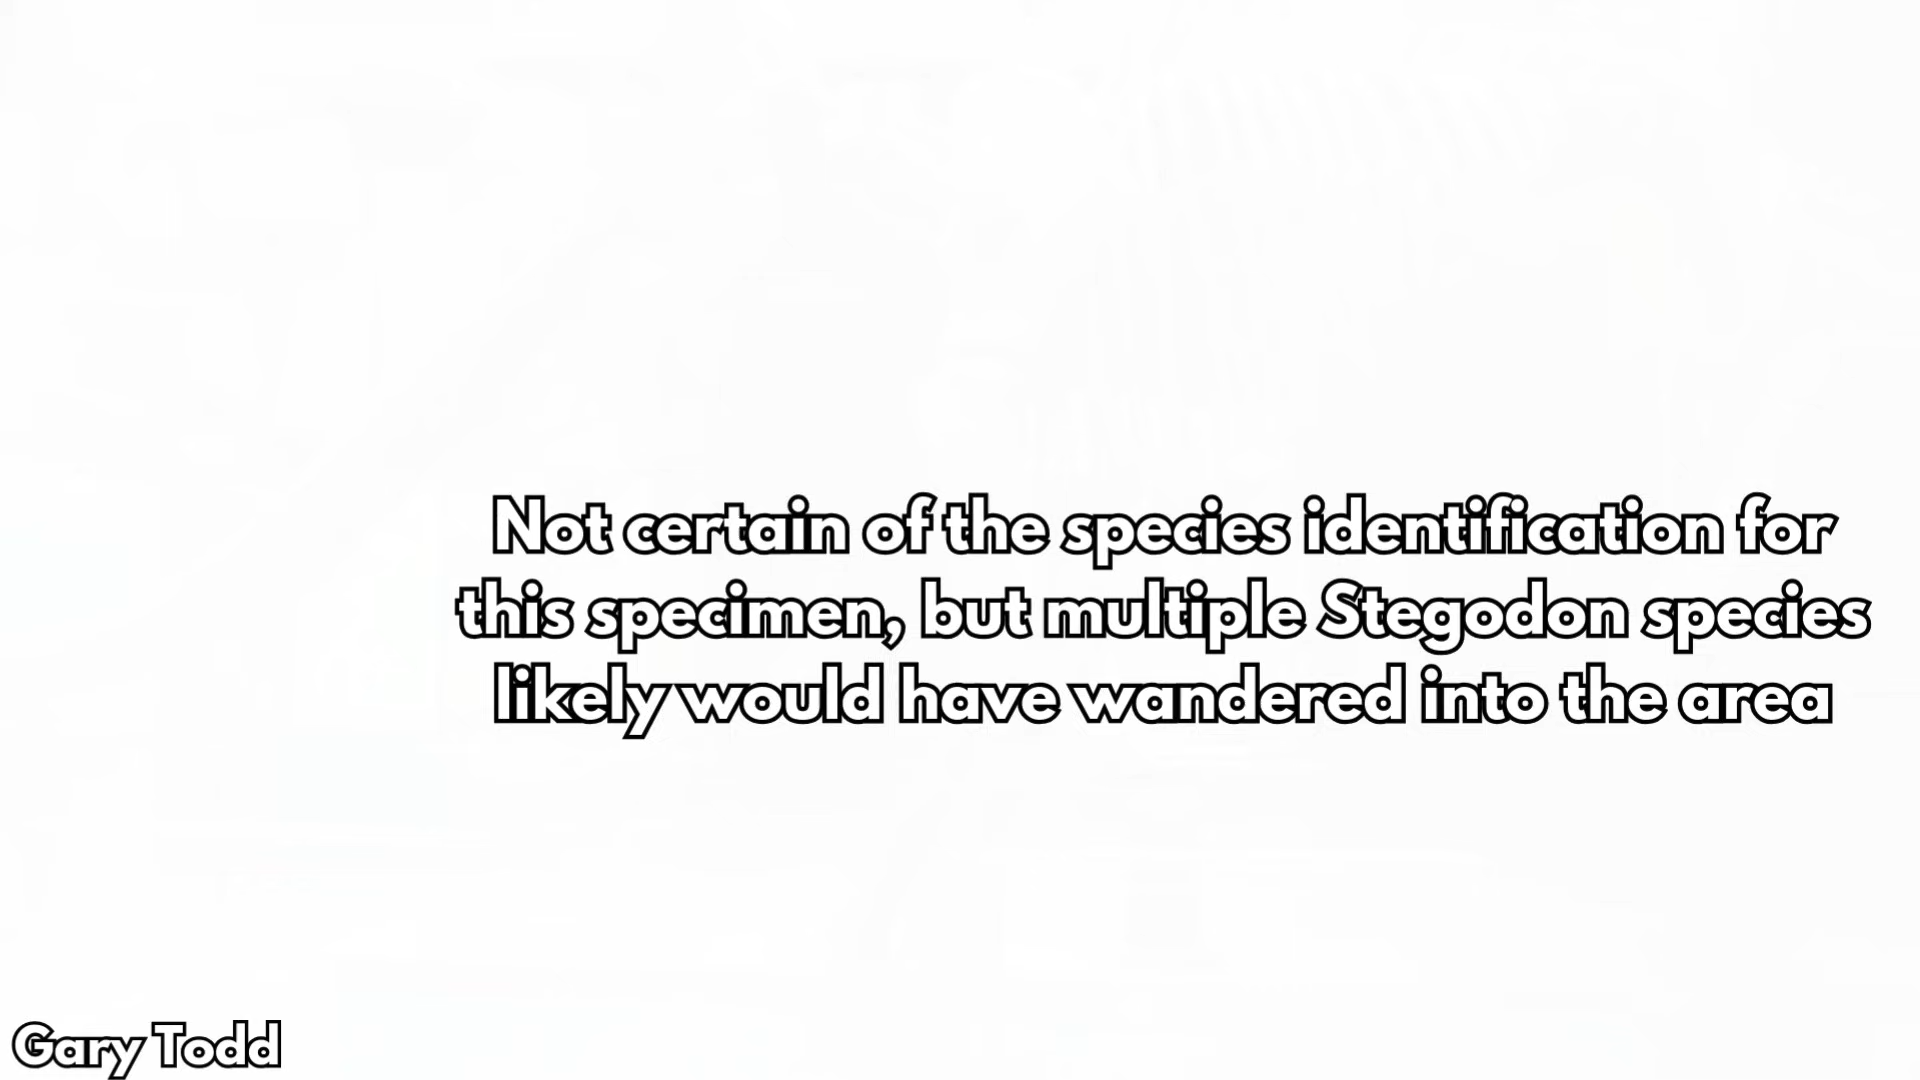 Not certain of the species identification for
this specimen, but multiple Stegodon species
likely would have wandered into the area
Gary Todd